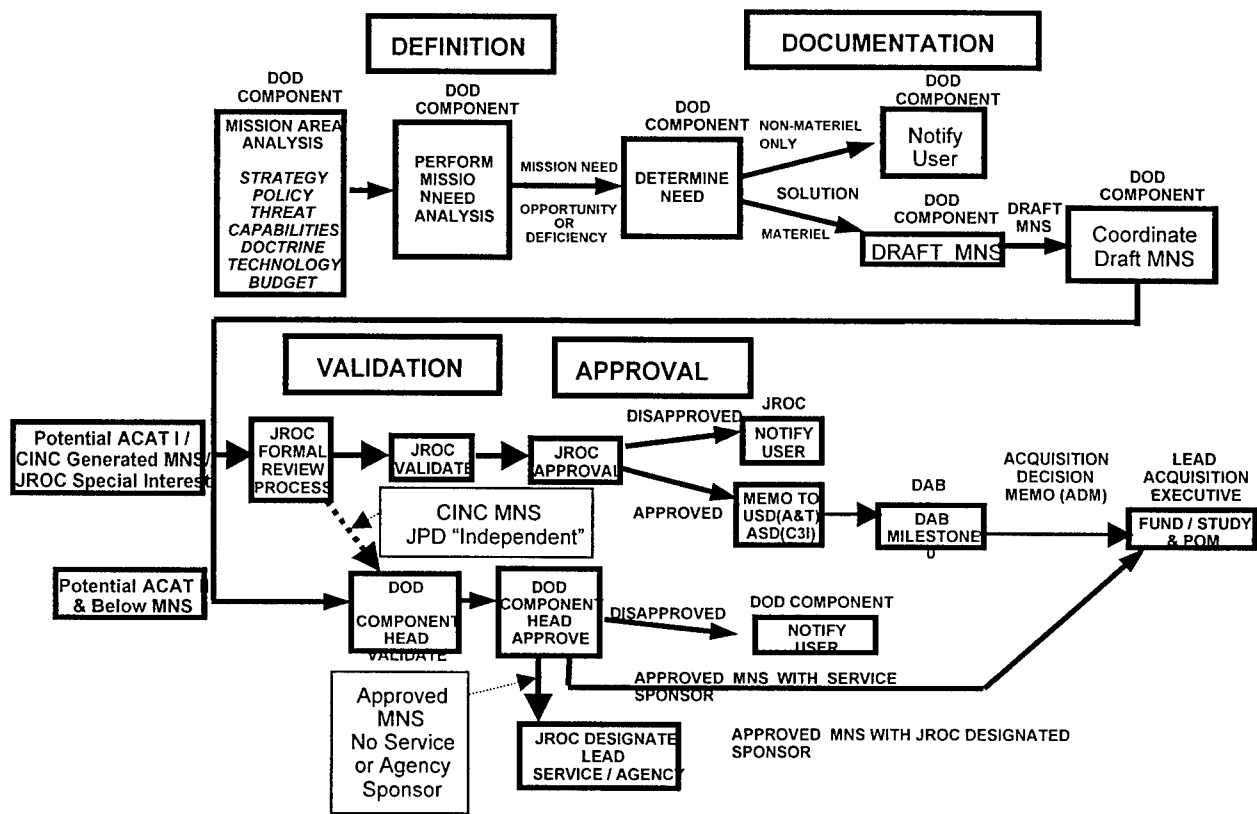 DEFINITION
DOCUMENTATION
DOD
COMPONENT
MISSION AREA
ANALYSIS
STRATEGY
POLICY
THREAT
CAPABILITIES
DOCTRINE
TECHNOLOGY
BUDGET
DOD
COMPONENT
PERFORM
MISSIO
NNEED
ANALYSIS
MISSION NEED
OPPORTUNITY
OR
DEFICIENCY
DOD
COMPONENT
DETERMINE
NEED
NON-MATERIEL
ONLY
SOLUTION
MATERIEL
DOD
COMPONENT
Notify
User
DOD
COMPONENT
DRAFT MNS
DRAFT
MNS
DOD
COMPONENT
Coordinate
Draft MNS
VALIDATION
APPROVAL
Potential ACAT I /
CINC Generated MNS/
JROC Special Interest
JROC
FORMAL
REVIEW
PROCESS
JROC
VALIDATE
JROC
APPROVAL
DISAPPROVED
JROC
NOTIFY
USER
APPROVED
MEMO TO
USD(A&T)
ASD(C3I)
DAB
DAB
MILESTONE
0
ACQUISITION
DECISION
MEMO (ADM)
LEAD
ACQUISITION
EXECUTIVE
FUND / STUDY
& POM
CINC MNS
JPD “Independent”
Potential ACAT II
& Below MNS
DOD
COMPONENT
HEAD
VALIDATE
DOD
COMPONENT
HEAD
APPROVE
DISAPPROVED
DOD COMPONENT
NOTIFY
USER
APPROVED MNS WITH SERVICE
SPONSOR
Approved
MNS
No Service
or Agency
Sponsor
JROC DESIGNATE
LEAD
SERVICE / AGENCY
APPROVED MNS WITH JROC DESIGNATED
SPONSOR